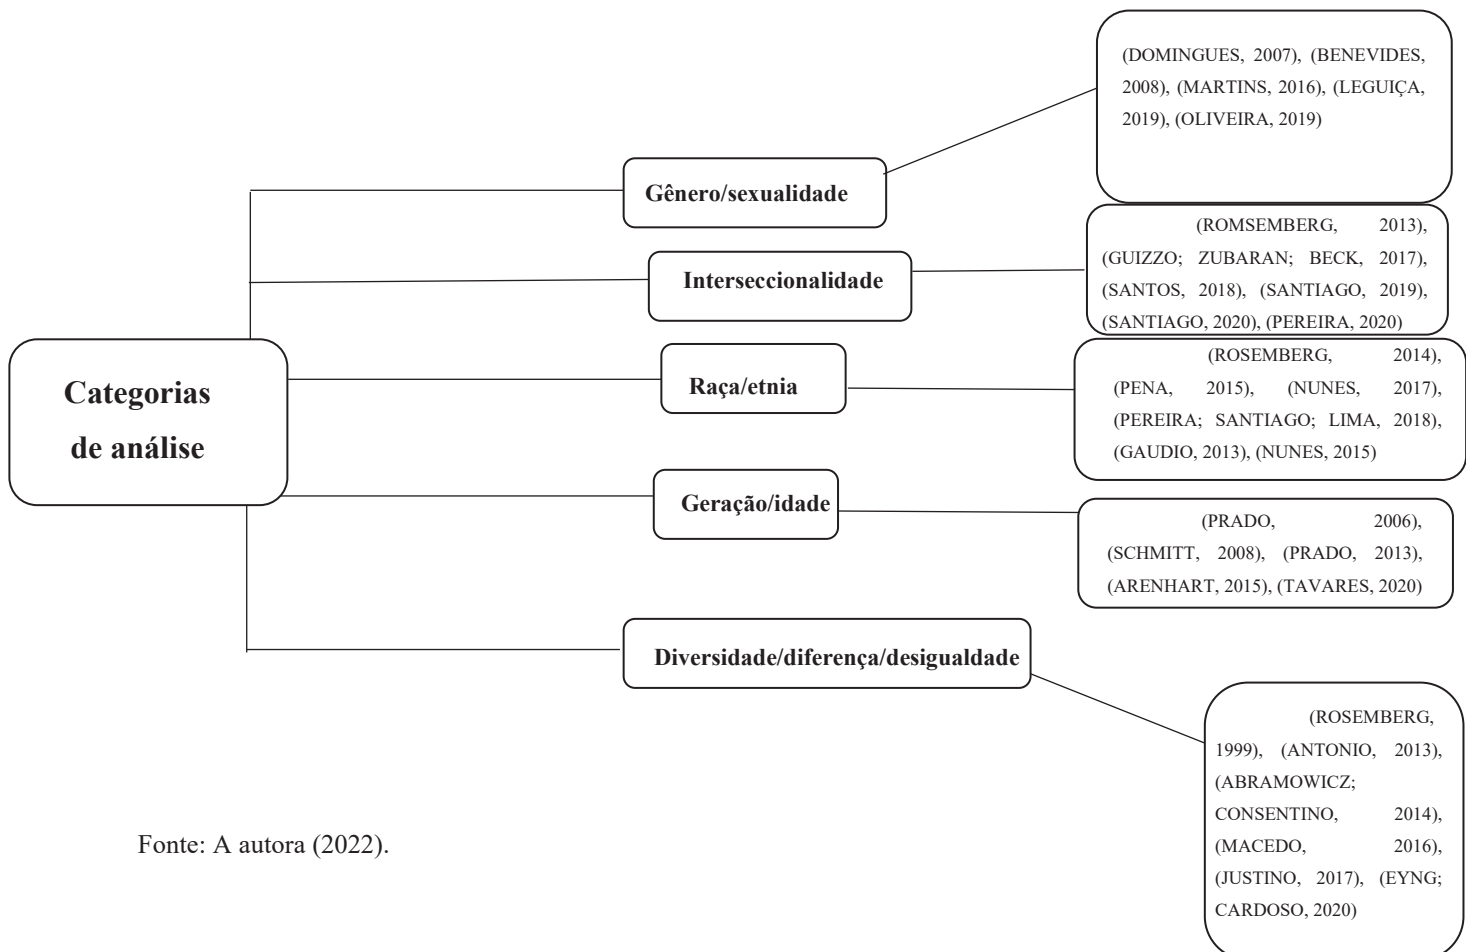 Categorias
de análise
Gênero/sexualidade
(DOMINGUES, 2007), (BENEVIDES,
2008), (MARTINS, 2016), (LEGUIÇA,
2019), (OLIVEIRA, 2019)
Interseccionalidade
(ROMSEMBERG, 2013),
(GUIZZO; ZUBARAN; BECK, 2017),
(SANTOS, 2018), (SANTIAGO, 2019),
(SANTIAGO, 2020), (PEREIRA, 2020)
Raça/etnia
(ROSEMBERG, 2014),
(PENA, 2015), (NUNES, 2017),
(PEREIRA; SANTIAGO; LIMA, 2018),
(GAUDIO, 2013), (NUNES, 2015)
Geração/idade
(PRADO, 2006),
(SCHMITT, 2008), (PRADO, 2013),
(ARENHART, 2015), (TAVARES, 2020)
Diversidade/diferença/desigualdade
(ROSEMBERG,
1999), (ANTONIO, 2013),
(ABRAMOWICZ;
CONSENTINO, 2014),
(MACEDO, 2016),
(JUSTINO, 2017), (EYNG;
CARDOSO, 2020)
Fonte: A autora (2022).